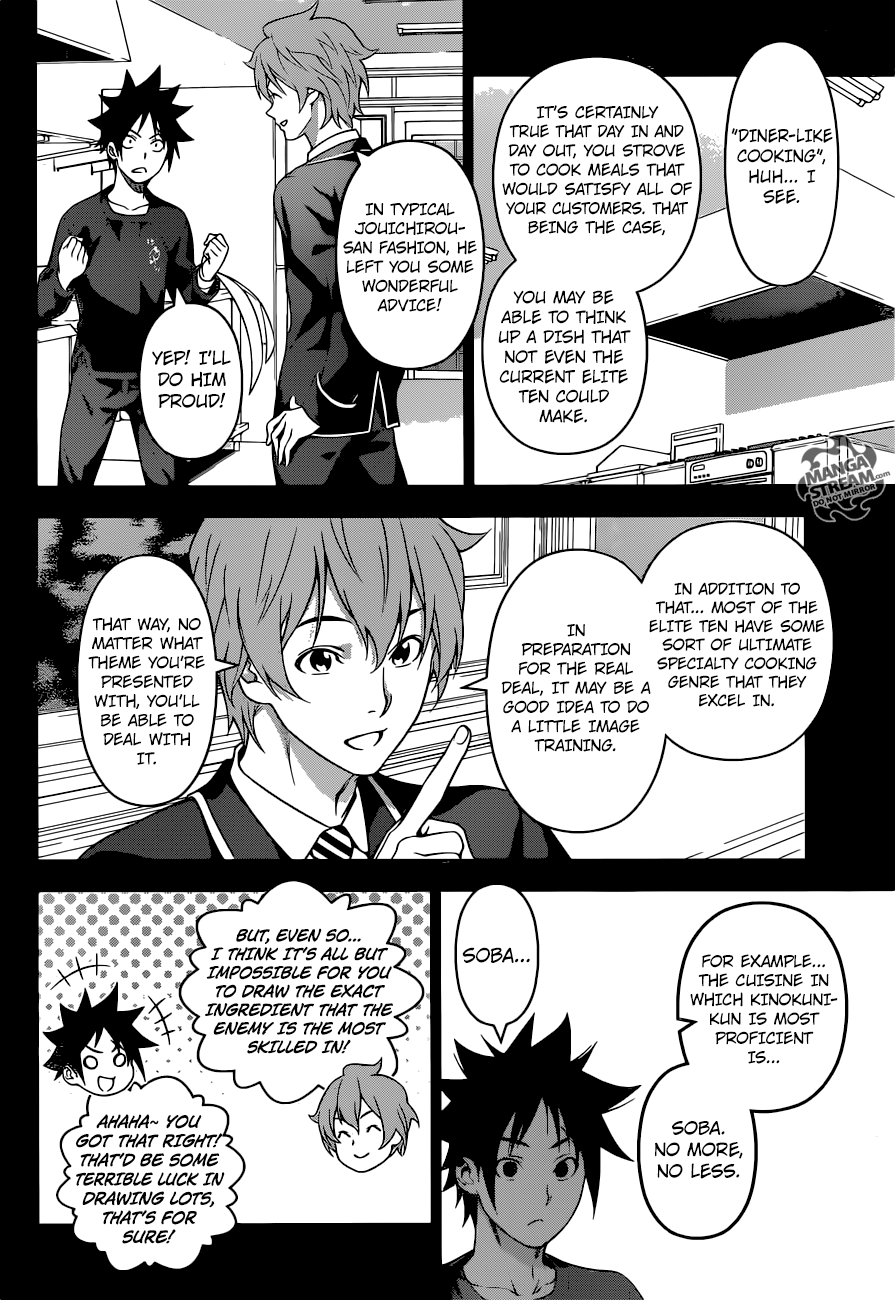 "DINER-LIKE
COOKING",
HUH... I
SEE.
IT'S CERTAINLY
TRUE THAT DAY IN AND
DAY OUT, YOU STROVE
TO COOK MEALS THAT
WOULD SATISFY ALL OF
YOUR CUSTOMERS. THAT
BEING THE CASE,
YOU MAY BE
ABLE TO THINK
UP A DISH THAT
NOT EVEN THE
CURRENT ELITE
TEN COULD
MAKE.
IN TYPICAL
JOUICHIROU-
SAN FASHION, HE
LEFT YOU SOME
WONDERFUL
ADVICE!
YEP! I'LL
DO HIM
PROUD!
MANGA
STREAM.com
DO NOT MIRROR
IN ADDITION TO
THAT... MOST OF THE
ELITE TEN HAVE SOME
SORT OF ULTIMATE
SPECIALTY COOKING
GENRE THAT THEY
EXCEL IN.
IN
PREPARATION
FOR THE REAL
DEAL, IT MAY BE A
GOOD IDEA TO DO
A LITTLE IMAGE
TRAINING.
THAT WAY, NO
MATTER WHAT
THEME YOU'RE
PRESENTED
WITH, YOU'LL
BE ABLE TO
DEAL WITH
IT.
FOR EXAMPLE...
THE CUISINE IN
WHICH KINOKUNI-
KUN IS MOST
PROFICIENT
IS...
SOBA.
NO MORE,
NO LESS.
SOBA...
BUT, EVEN SO...
I THINK IT'S ALL BUT
IMPOSSIBLE FOR YOU
TO DRAW THE EXACT
INGREDIENT THAT THE
ENEMY IS THE MOST
SKILLED IN!
AHAHA~ YOU
GOT THAT RIGHT!
THAT'D BE SOME
TERRIBLE LUCK IN
DRAWING LOTS,
THAT'S FOR
SURE!